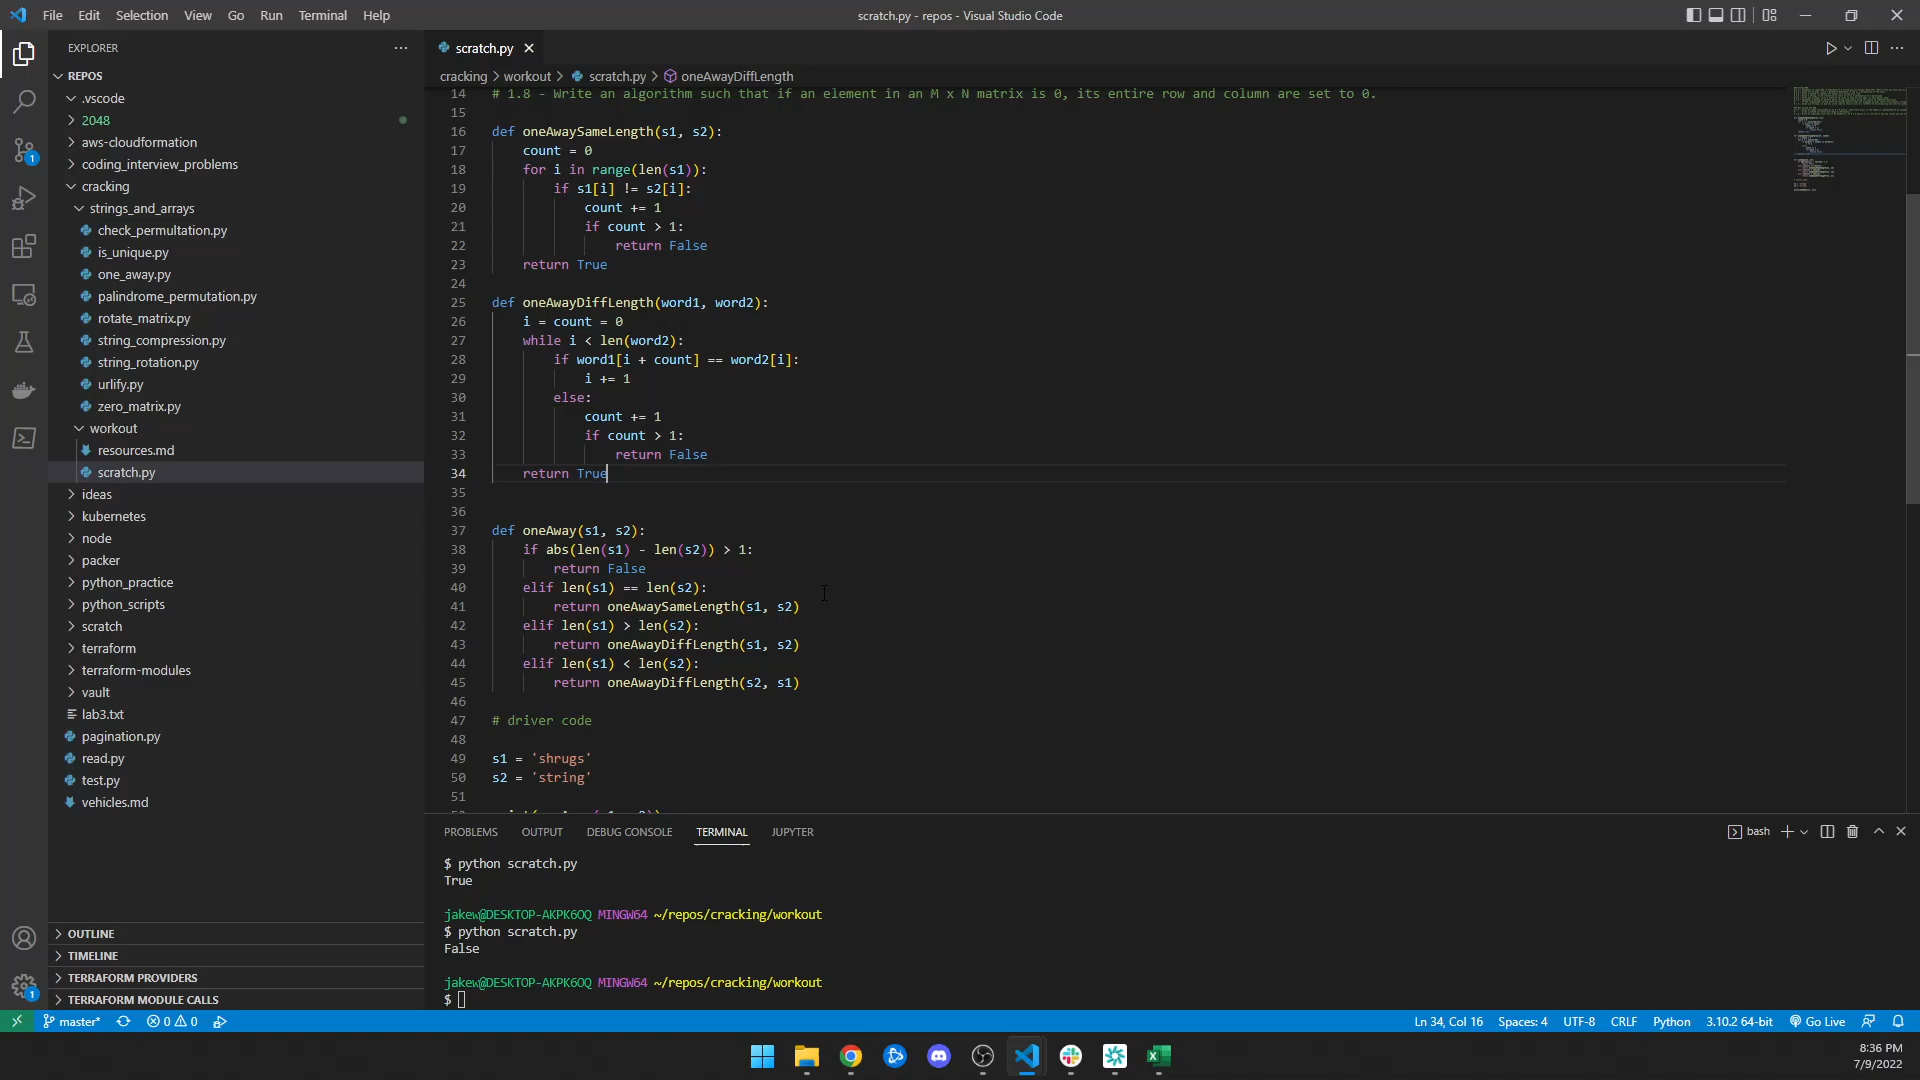 File Edit Selection View Go Run Terminal Help
scratch.py - repos - Visual Studio Code
EXPLORER
REPOS
.vscode
2048
aws-cloudformation
coding_interview_problems
cracking
strings_and_arrays
check_permultation.py
is_unique.py
one_away.py
palindrome_permutation.py
rotate_matrix.py
string_compression.py
string_rotation.py
urlify.py
zero_matrix.py
workout
resources.md
scratch.py
ideas
kubernetes
node
packer
python_practice
python_scripts
scratch
terraform
terraform-modules
vault
lab3.txt
pagination.py
read.py
test.py
vehicles.md
OUTLINE
TIMELINE
TERRAFORM PROVIDERS
TERRAFORM MODULE CALLS
1
1
scratch.py
cracking > workout > scratch.py > oneAwayDiffLength
14 # 1.8 - Write an algorithm such that if an element in an M x N matrix is 0, its entire row and column are set to 0.
15
16 def oneAwaySameLength(s1, s2):
17     count = 0
18     for i in range(len(s1)):
19         if s1[i] != s2[i]:
20             count += 1
21             if count > 1:
22                 return False
23     return True
24
25 def oneAwayDiffLength(word1, word2):
26     i = count = 0
27     while i < len(word2):
28         if word1[i + count] == word2[i]:
29             i += 1
30         else:
31             count += 1
32             if count > 1:
33                 return False
34     return True
35
36
37 def oneAway(s1, s2):
38     if abs(len(s1) - len(s2)) > 1:
39         return False
40     elif len(s1) == len(s2):
41         return oneAwaySameLength(s1, s2)
42     elif len(s1) > len(s2):
43         return oneAwayDiffLength(s1, s2)
44     elif len(s1) < len(s2):
45         return oneAwayDiffLength(s2, s1)
46
47 # driver code
48
49 s1 = 'shrugs'
50 s2 = 'string'
51
PROBLEMS OUTPUT DEBUG CONSOLE TERMINAL JUPYTER
bash
$ python scratch.py
True
jakew@DESKTOP-AKPK6OQ MINGW64 ~/repos/cracking/workout
$ python scratch.py
False
jakew@DESKTOP-AKPK6OQ MINGW64 ~/repos/cracking/workout
$
master* 0 0
Ln 34, Col 16 Spaces: 4 UTF-8 CRLF Python 3.10.2 64-bit Go Live
8:36 PM
7/9/2022